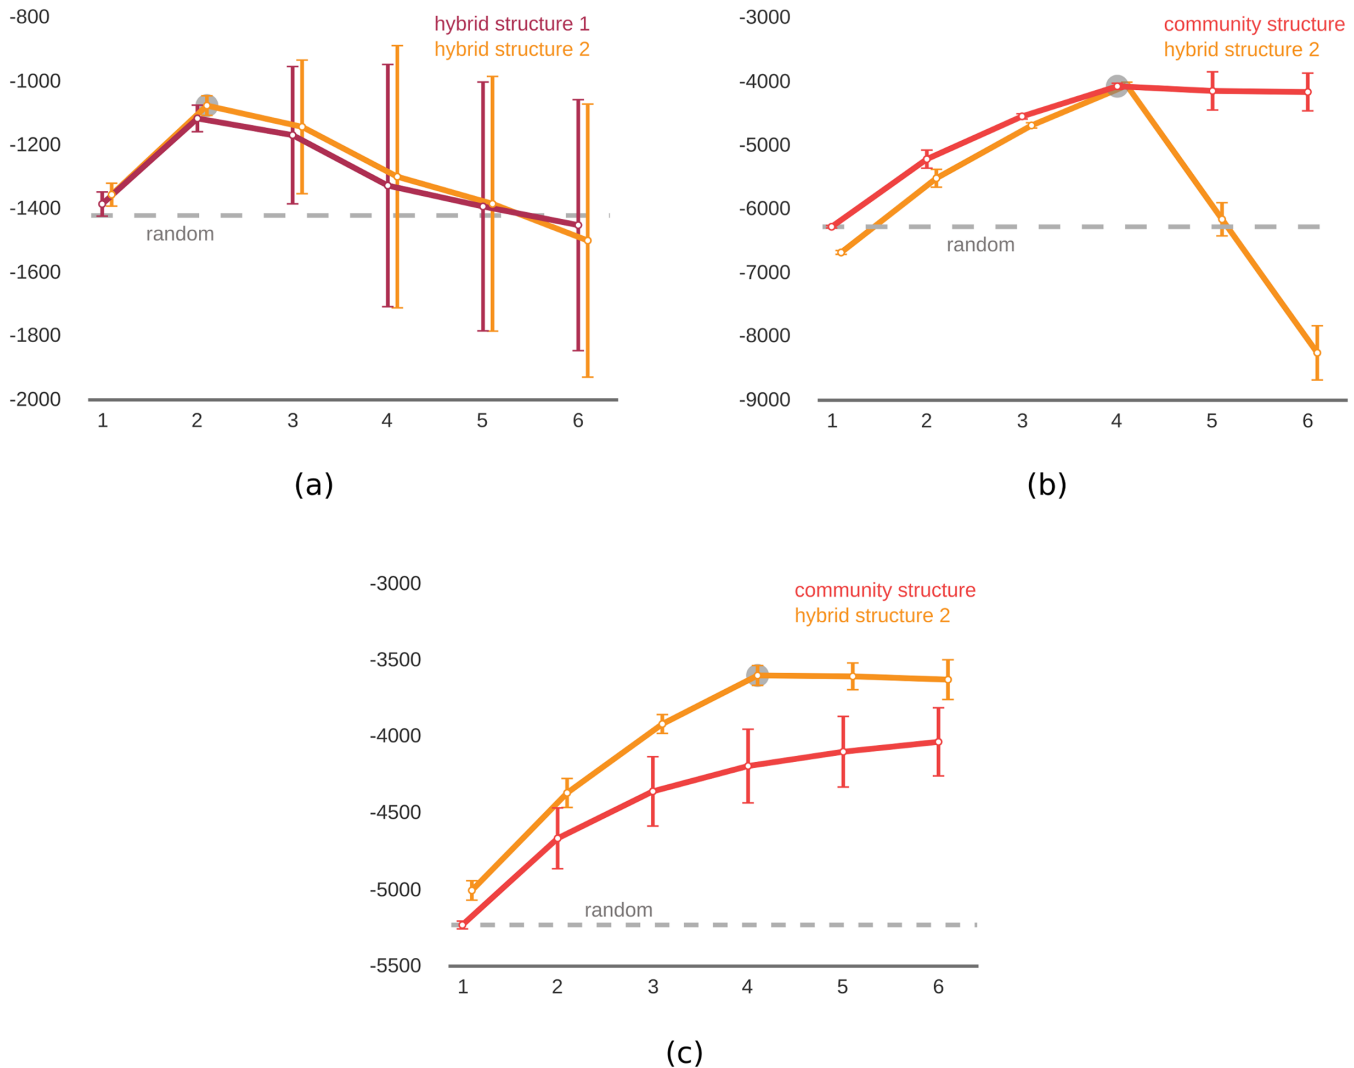 -800
-1000
-1200
-1400
-1600
-1800
-2000
hybrid structure 1
hybrid structure 2
random
1 2 3 4 5 6
(a)
-3000
-4000
-5000
-6000
-7000
-8000
-9000
community structure
hybrid structure 2
random
1 2 3 4 5 6
(b)
-3000
-3500
-4000
-4500
-5000
-5500
community structure
hybrid structure 2
random
1 2 3 4 5 6
(c)